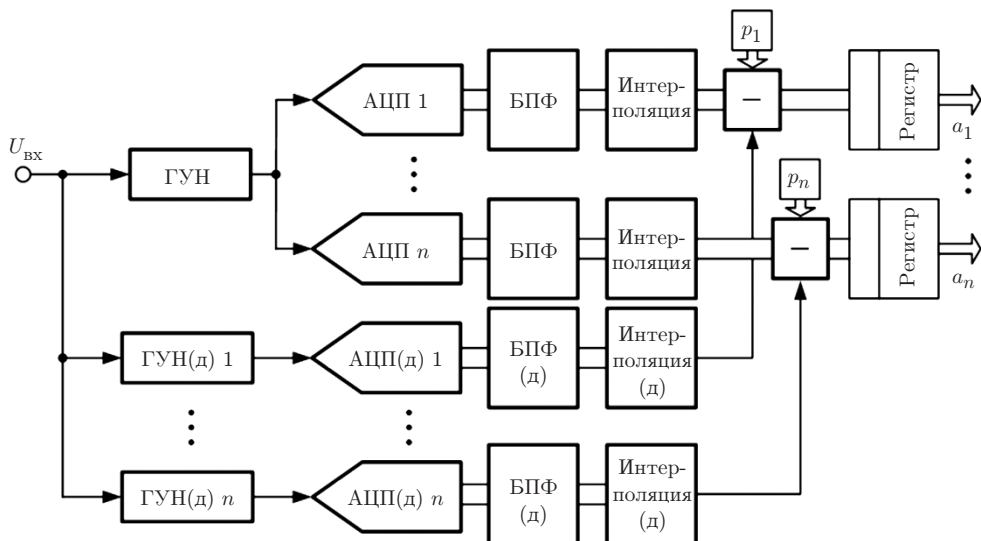 p₁
АЦП 1
БПФ
Интер-
поляция
−
Регистр
a₁
Uвх
ГУН
pₙ
АЦП n
БПФ
Интер-
поляция
−
Регистр
aₙ
ГУН(д) 1
АЦП(д) 1
БПФ
(д)
Интер-
поляция
(д)
ГУН(д) n
АЦП(д) n
БПФ
(д)
Интер-
поляция
(д)